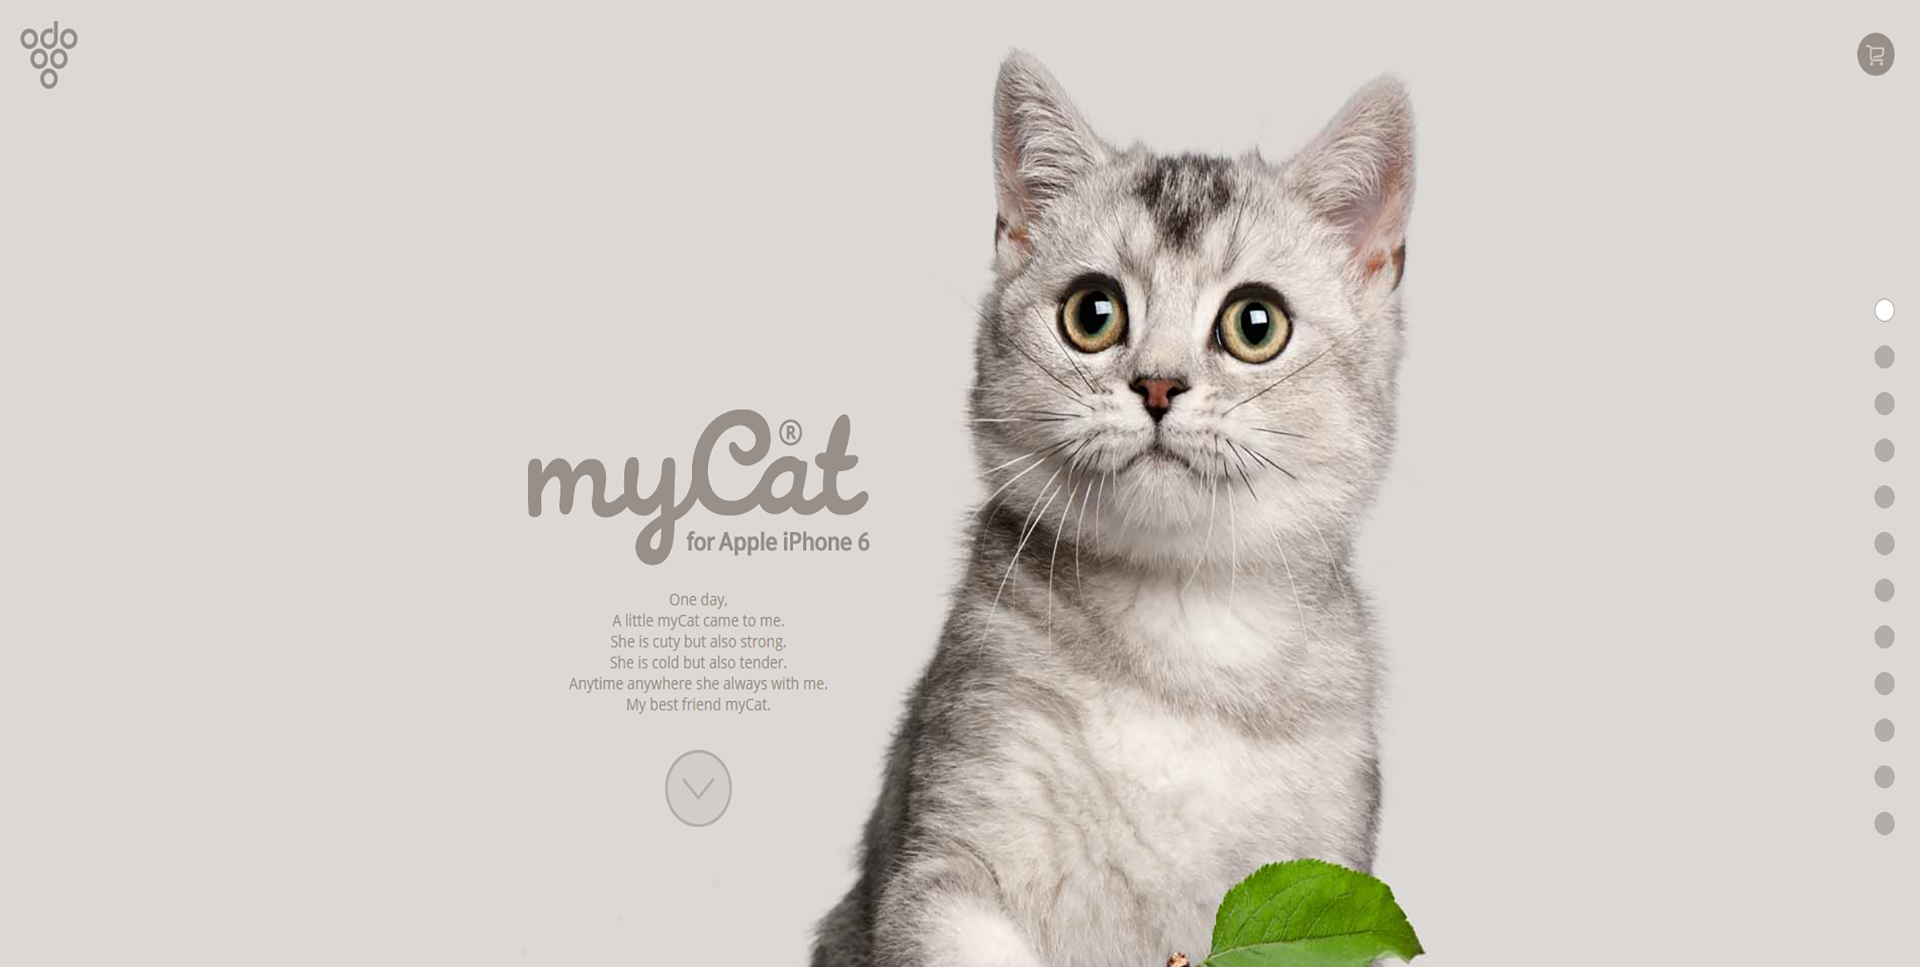 odo
myCat®
for Apple iPhone 6
One day,
A little myCat came to me.
She is cuty but also strong.
She is cold but also tender.
Anytime anywhere she always with me.
My best friend myCat.